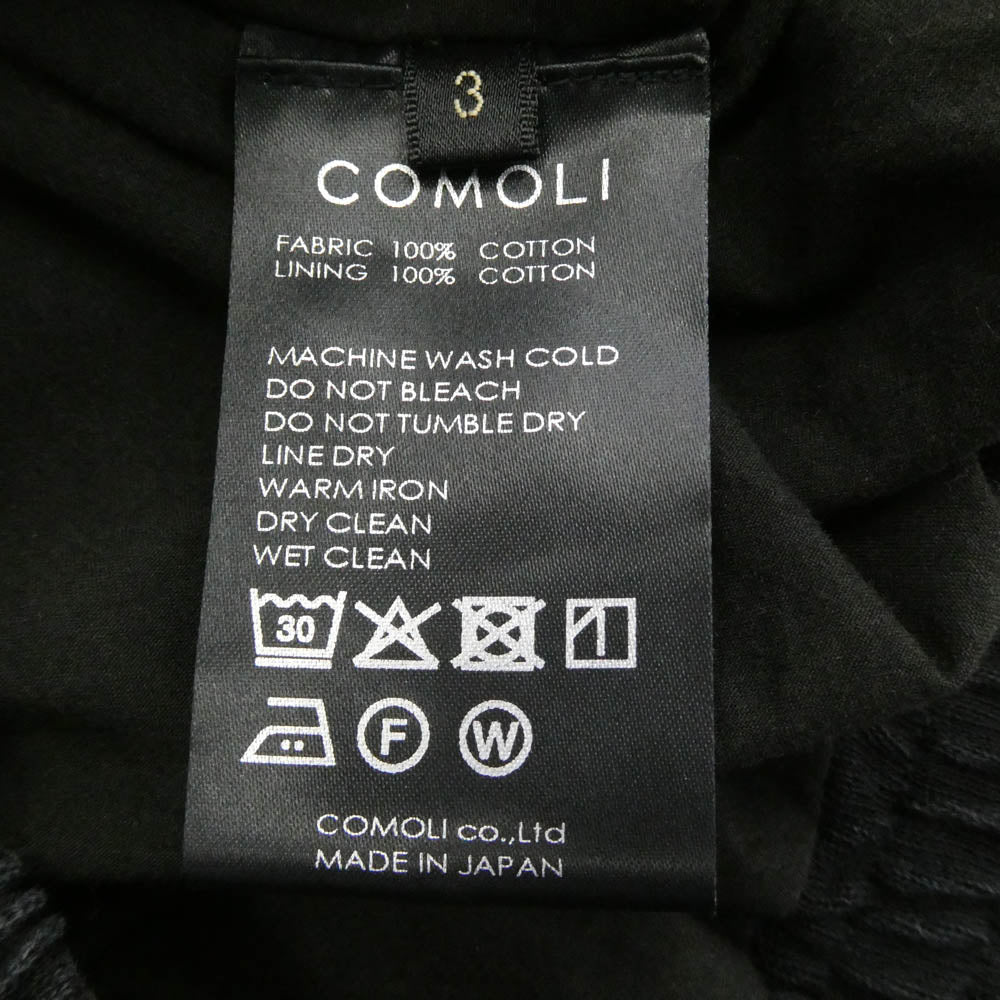 3
COMOLI
FABRIC 100% COTTON
LINING 100% COTTON
MACHINE WASH COLD
DO NOT BLEACH
DO NOT TUMBLE DRY
LINE DRY
WARM IRON
DRY CLEAN
WET CLEAN
30
F W
COMOLI co.,Ltd
MADE IN JAPAN